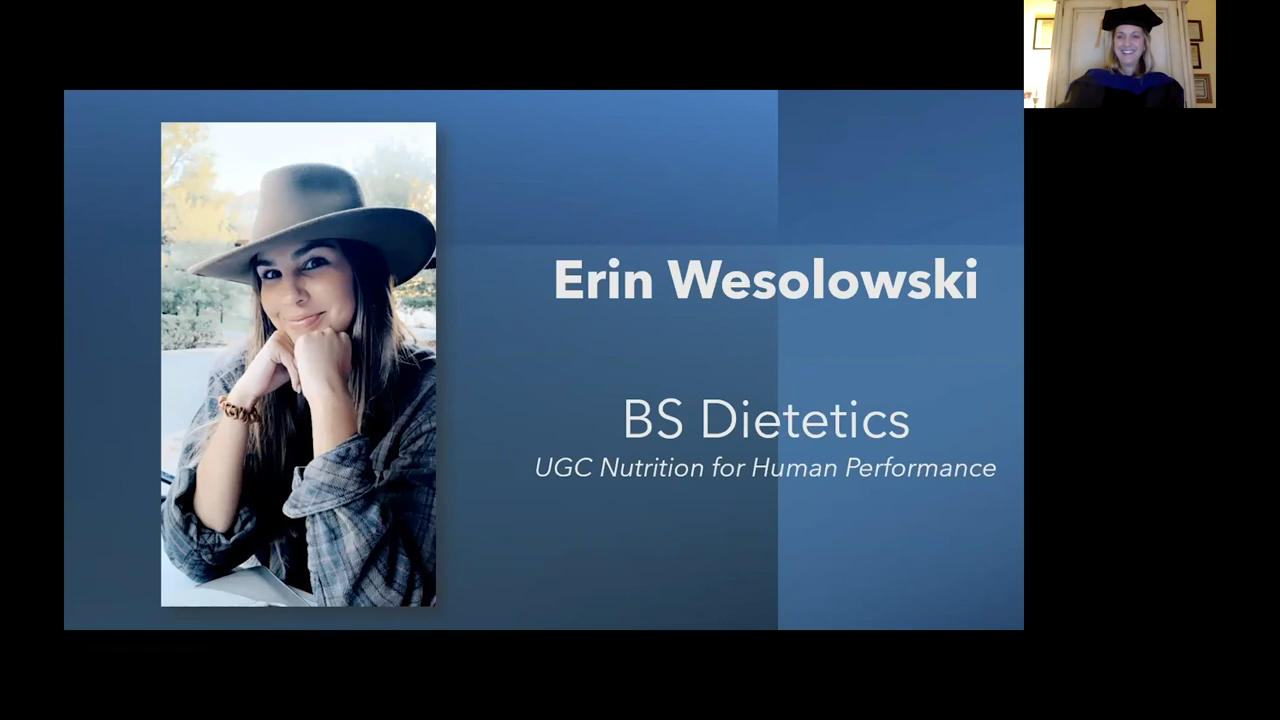 Erin Wesolowski
BS Dietetics
UGC Nutrition for Human Performance